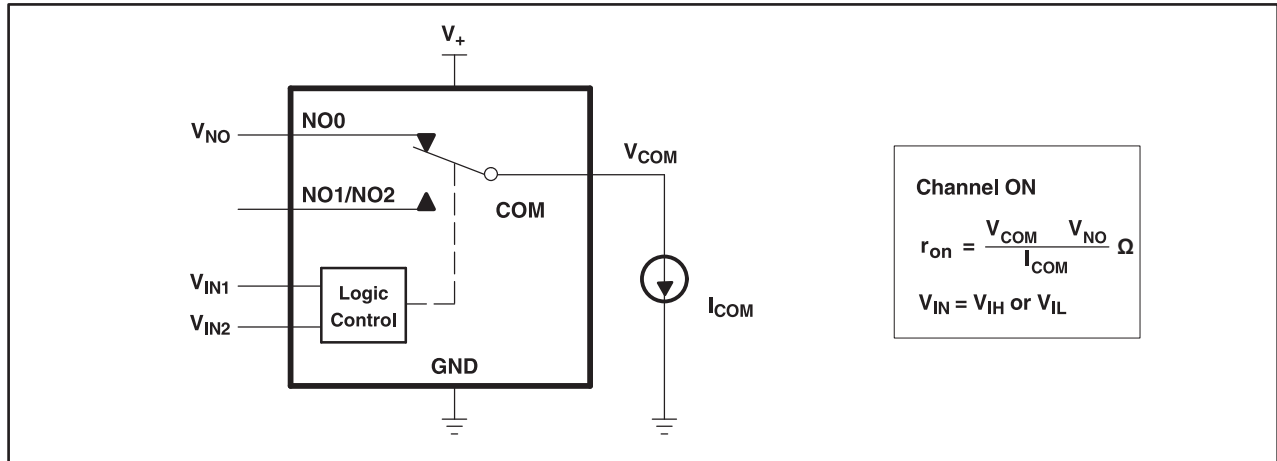 V+
VNO
NO0
VCOM
NO1/NO2
COM
VIN1
VIN2
Logic
Control
ICOM
GND
Channel ON
ron = VCOM VNO / ICOM Ω
VIN = VIH or VIL